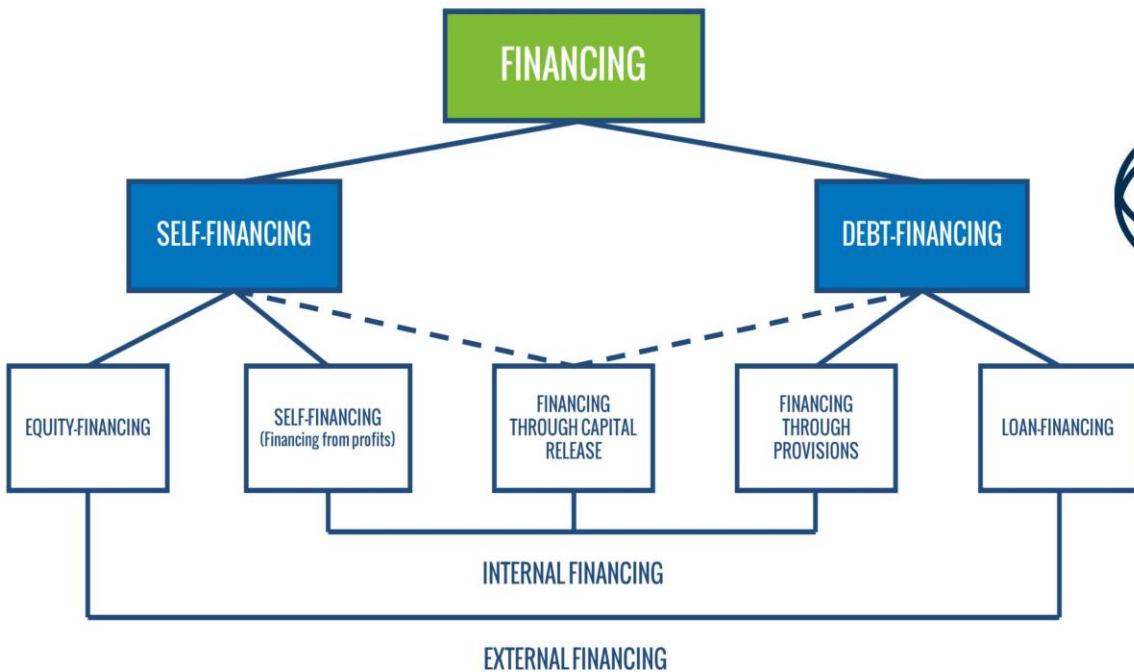 FINANCING
SELF-FINANCING
DEBT-FINANCING
EQUITY-FINANCING
SELF-FINANCING
(Financing from profits)
FINANCING
THROUGH CAPITAL
RELEASE
FINANCING
THROUGH
PROVISIONS
LOAN-FINANCING
INTERNAL FINANCING
EXTERNAL FINANCING